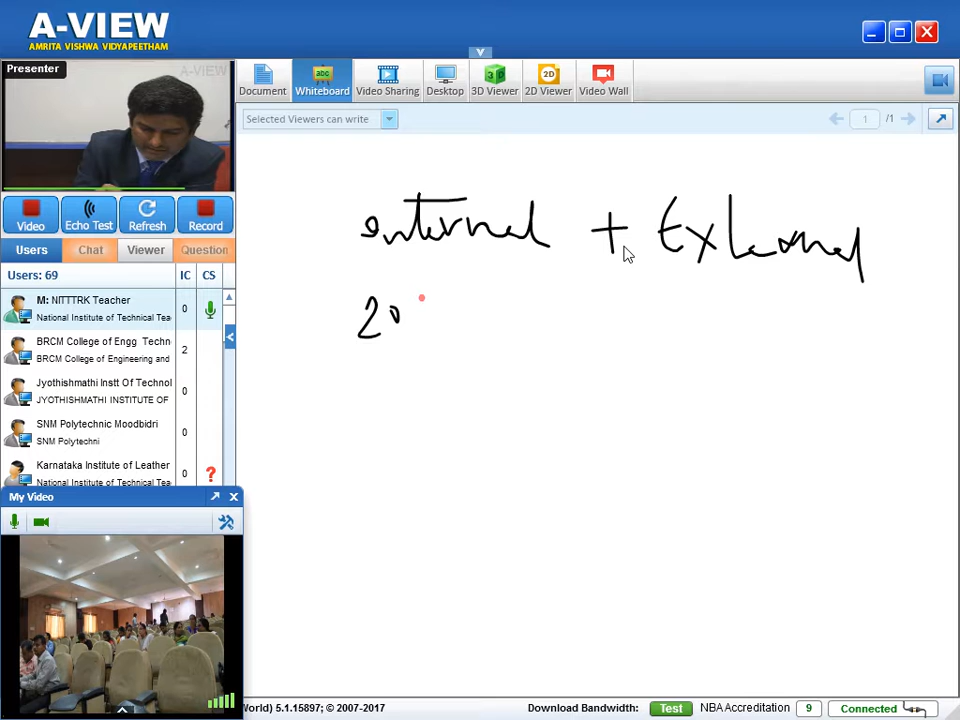 A-VIEW
AMRITA VISHWA VIDYAPEETHAM
Presenter
A-VIEW
Document
Whiteboard
Video Sharing
Desktop
3D Viewer
2D Viewer
Video Wall
Selected Viewers can write
1 /1
Video
Echo Test
Refresh
Record
Users
Chat
Viewer
Question
Users: 69 IC CS
M: NITTTRK Teacher 0
National Institute of Technical Tea
BRCM College of Engg Techn 2
BRCM College of Engineering and
Jyothishmathi Instt Of Technol 0
JYOTHISHMATHI INSTITUTE OF
SNM Polytechnic Moodbidri 0
SNM Polytechni
Karnataka Institute of Leather 0 ?
National Institute of Technical Tea
My Video
internal + External
20
World) 5.1.15897; © 2007-2017
Download Bandwidth: Test NBA Accreditation 9 Connected